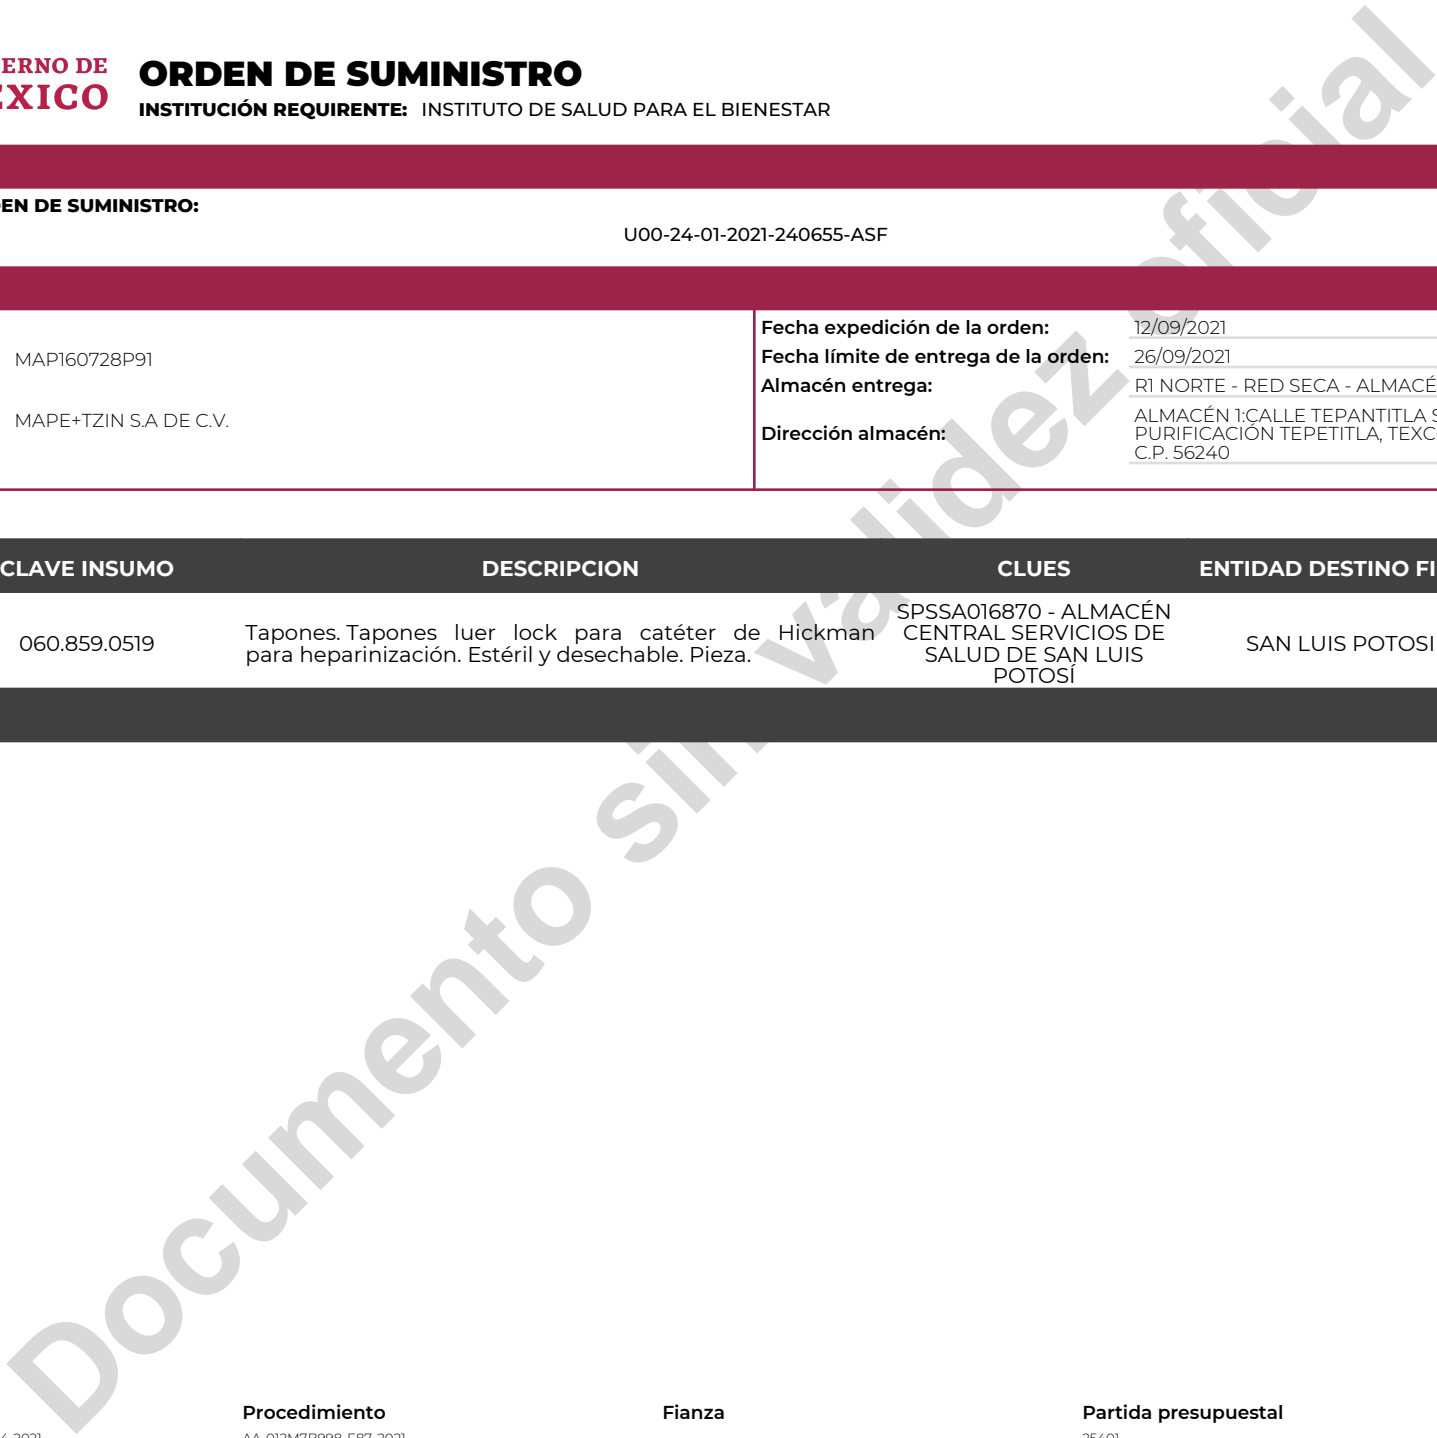 ORDEN DE SUMINISTRO
INSTITUCIÓN REQUIRENTE: INSTITUTO DE SALUD PARA EL BIENESTAR
ERNO DE
EXICO
EN DE SUMINISTRO:
U00-24-01-2021-240655-ASF
MAP160728P91
MAPE+TZIN S.A DE C.V.
Fecha expedición de la orden: 12/09/2021
Fecha límite de entrega de la orden: 26/09/2021
Almacén entrega: R1 NORTE - RED SECA - ALMACÉ
Dirección almacén:
ALMACÉN 1:CALLE TEPANTITLA S
PURIFICACIÓN TEPETITLA, TEXC
C.P. 56240
CLAVE INSUMO DESCRIPCION CLUES ENTIDAD DESTINO FI
060.859.0519
Tapones. Tapones luer lock para catéter de Hickman
para heparinización. Estéril y desechable. Pieza.
SPSSA016870 - ALMACÉN
CENTRAL SERVICIOS DE
SALUD DE SAN LUIS
POTOSÍ
SAN LUIS POTOSI
Documento sin validez oficial
Procedimiento Fianza Partida presupuestal